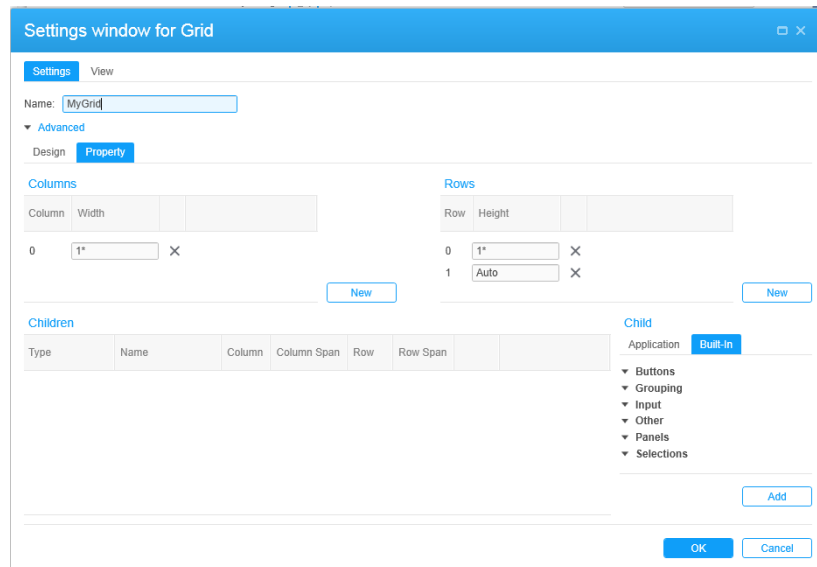 Settings window for Grid
Settings View
Name: MyGrid
Advanced
Design Property
Columns
Column Width
0 1*
New
Rows
Row Height
0 1*
1 Auto
New
Children
Type Name Column Column Span Row Row Span
Child
Application Built-In
Buttons
Grouping
Input
Other
Panels
Selections
Add
OK Cancel